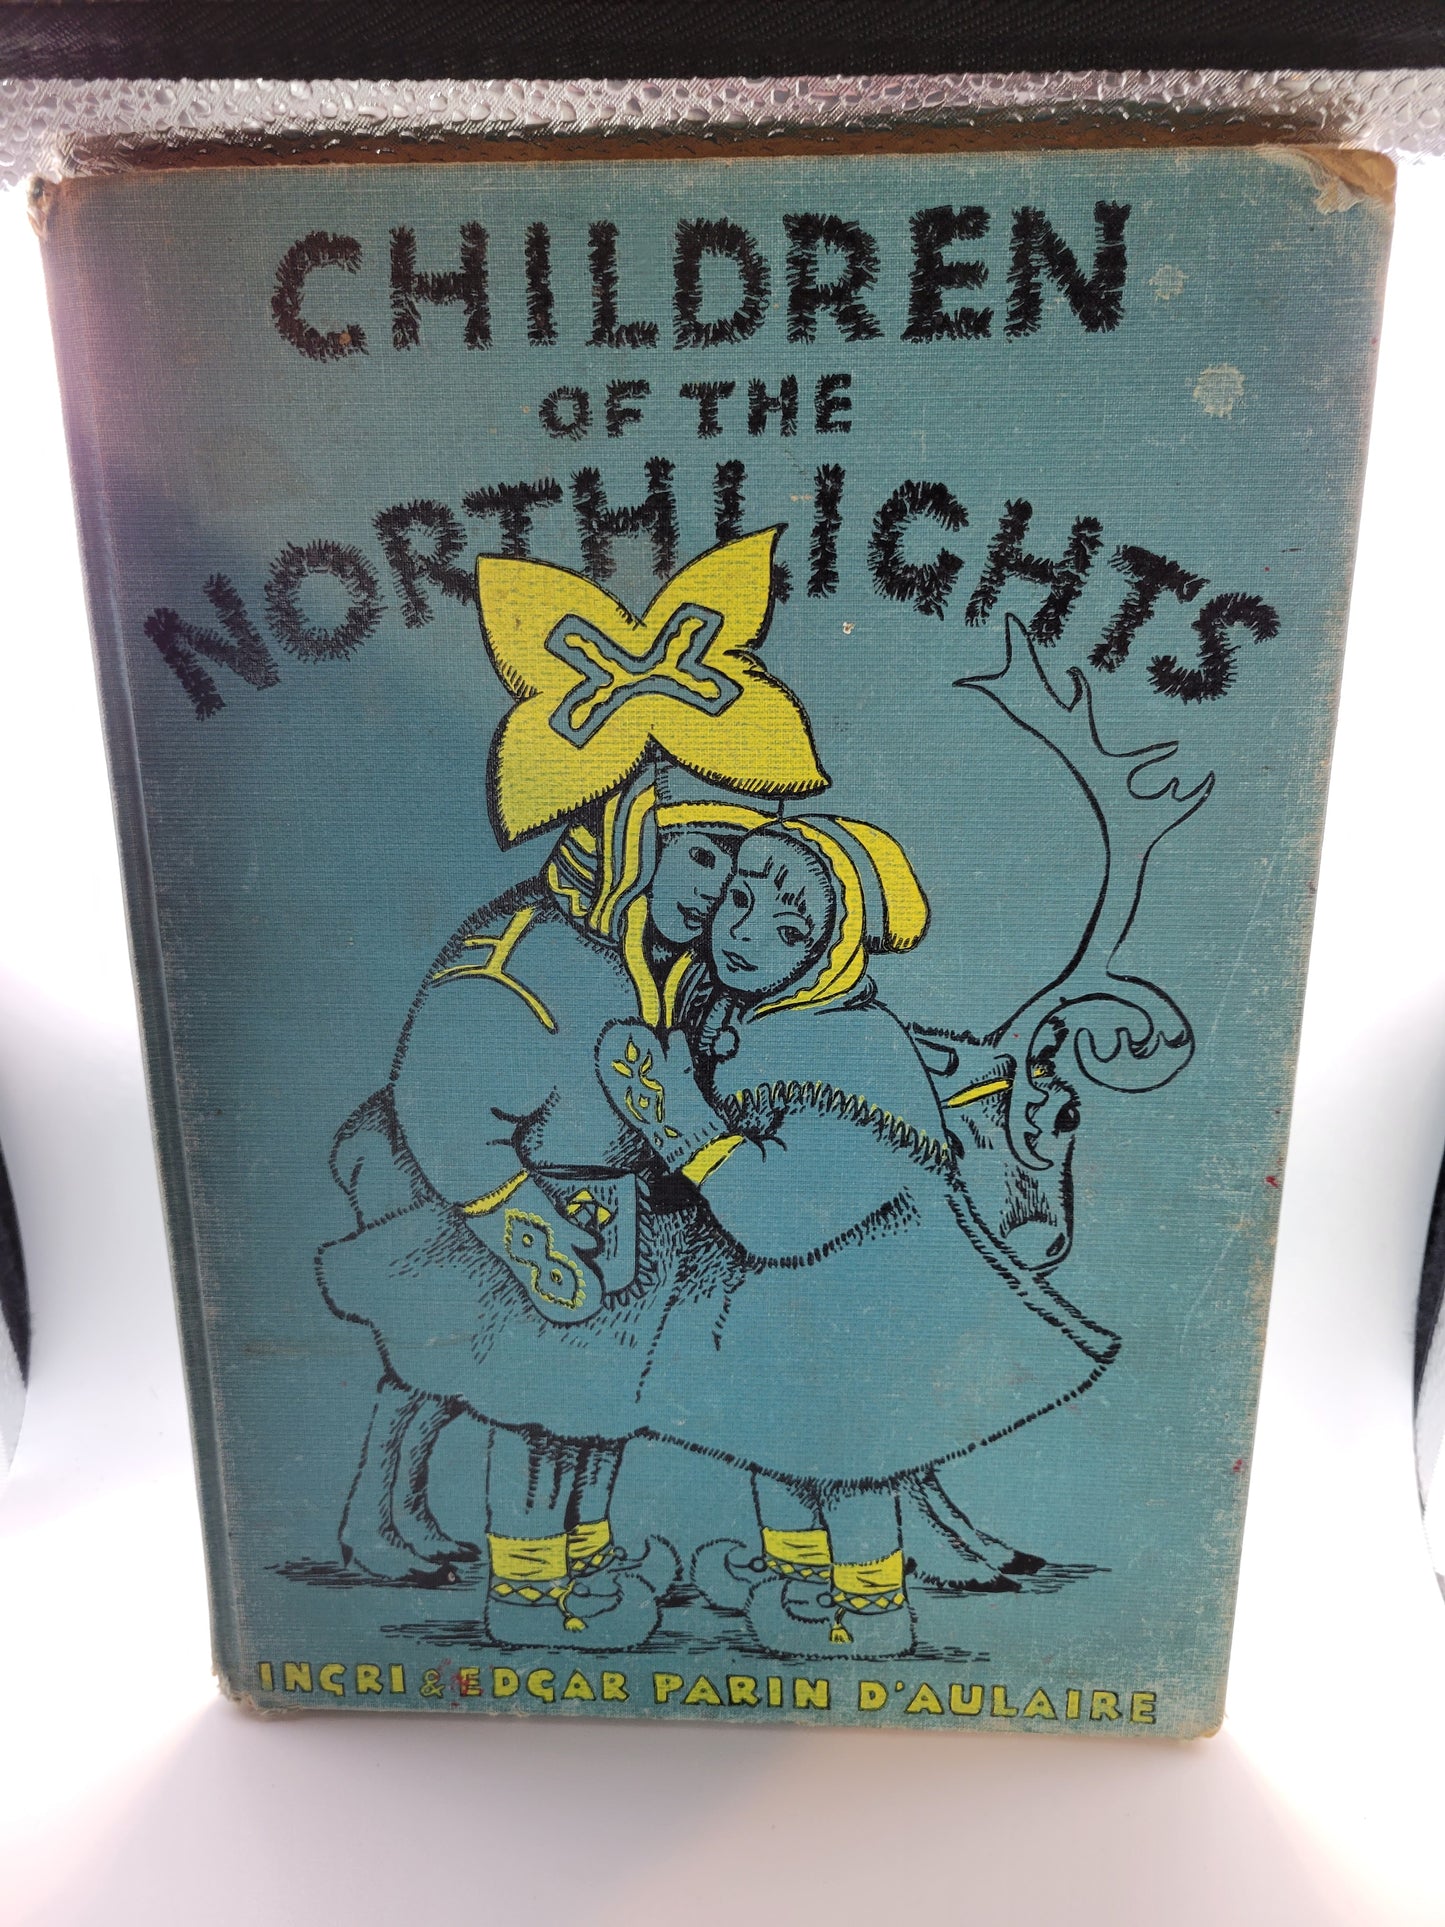 CHILDREN
OF THE
NORTHLIGHTS
INGRI & EDGAR PARIN D'AULAIRE